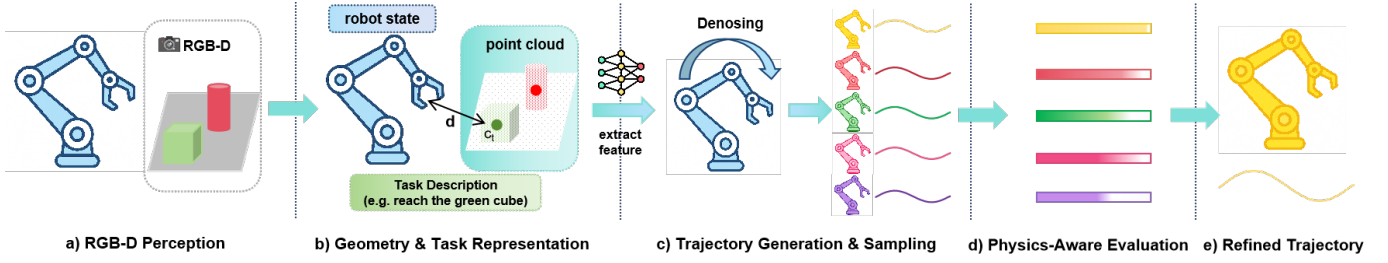 RGB-D
robot state
point cloud
d
Ct
Task Description
(e.g. reach the green cube)
extract
feature
Denosing
a) RGB-D Perception
b) Geometry & Task Representation
c) Trajectory Generation & Sampling
d) Physics-Aware Evaluation
e) Refined Trajectory